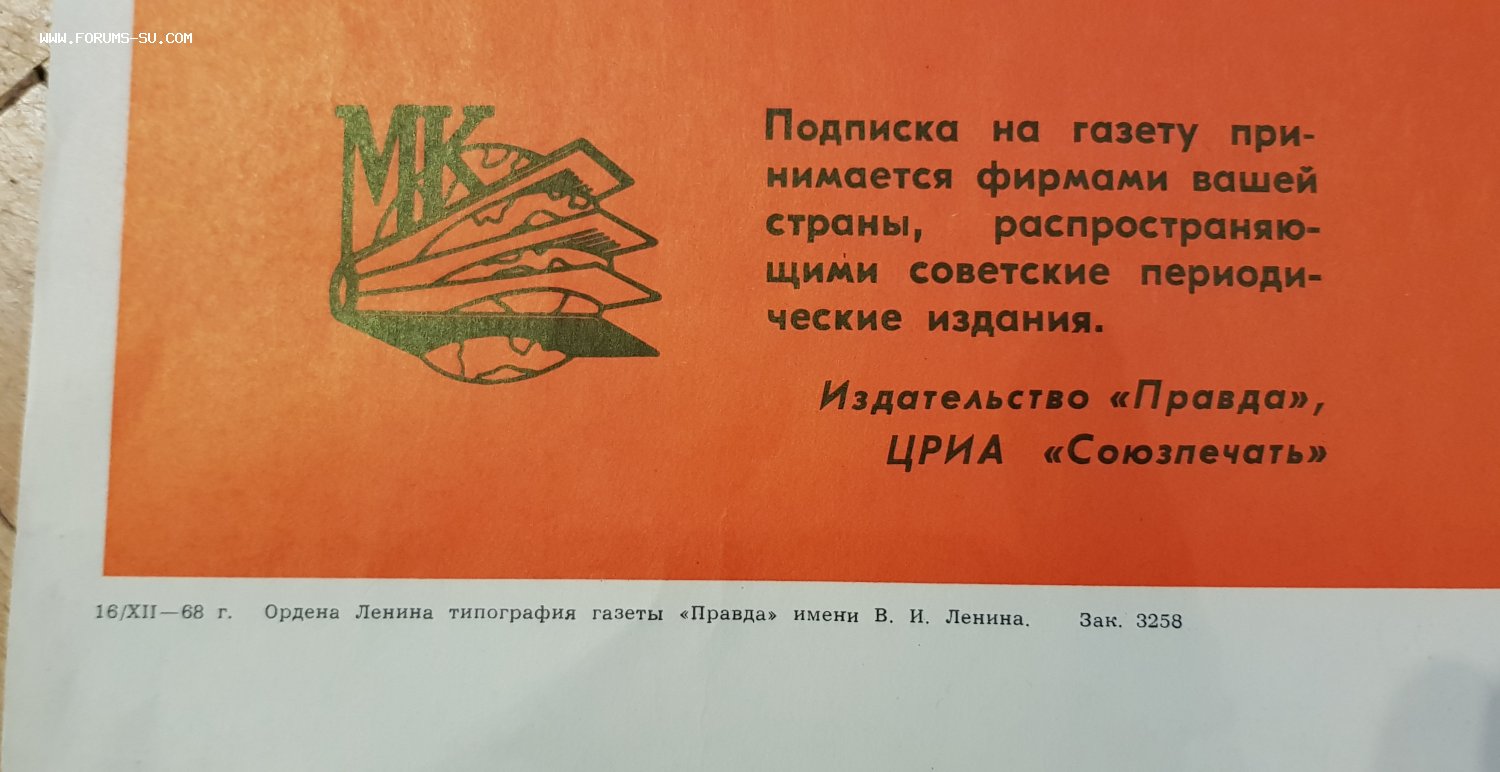 WWW.FORUMS-SU.COM
МК
Подписка на газету при-
нимается фирмами вашей
страны, распространяю-
щими советские периоди-
ческие издания.
Издательство «Правда»,
ЦРИА «Союзпечать»
16/XII—68 г. Ордена Ленина типография газеты «Правда» имени В. И. Ленина. Зак. 3258